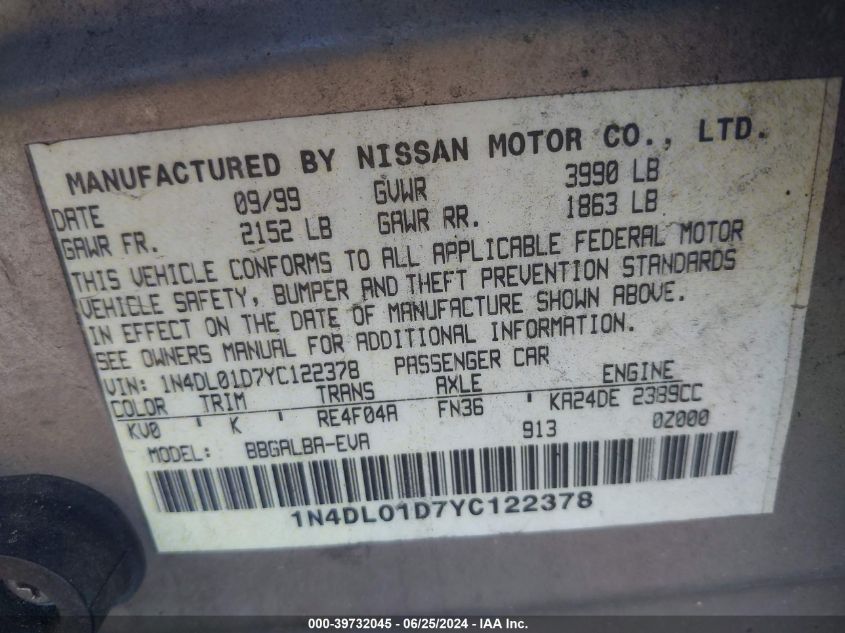 MANUFACTURED BY NISSAN MOTOR CO., LTD.
DATE 09/99 GVWR 3990 LB
GAWR FR. 2152 LB GAWR RR. 1863 LB
THIS VEHICLE CONFORMS TO ALL APPLICABLE FEDERAL MOTOR
VEHICLE SAFETY, BUMPER AND THEFT PREVENTION STANDARDS
IN EFFECT ON THE DATE OF MANUFACTURE SHOWN ABOVE.
SEE OWNERS MANUAL FOR ADDITIONAL INFORMATION.
VIN: 1N4DL01D7YC122378 PASSENGER CAR
COLOR TRIM TRANS AXLE ENGINE
KV0 ' K ' RE4F04A FN36 ' KA24DE 2389CC
MODEL: BBGALBA-EVA 913 0Z000
1N4DL01D7YC122378
000-39732045 - 06/25/2024 - IAA Inc.